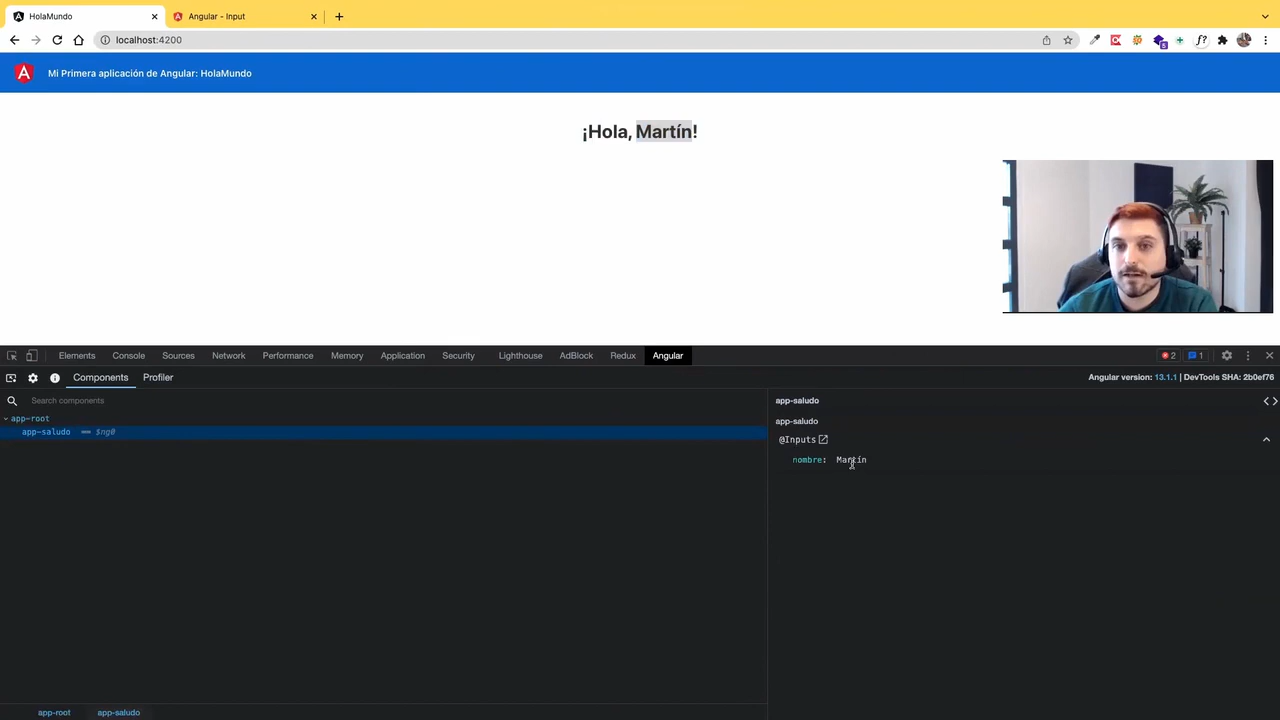 HolaMundo
Angular - Input
localhost:4200
Mi Primera aplicación de Angular: HolaMundo
¡Hola, Martín!
Elements Console Sources Network Performance Memory Application Security Lighthouse AdBlock Redux Angular 2 1
Components Profiler
Angular version: 13.1.1 | DevTools SHA: 2b0ef76
Search components
app-root
app-saludo == $ng0
app-saludo
app-saludo
@Inputs
nombre: Martín
app-root app-saludo